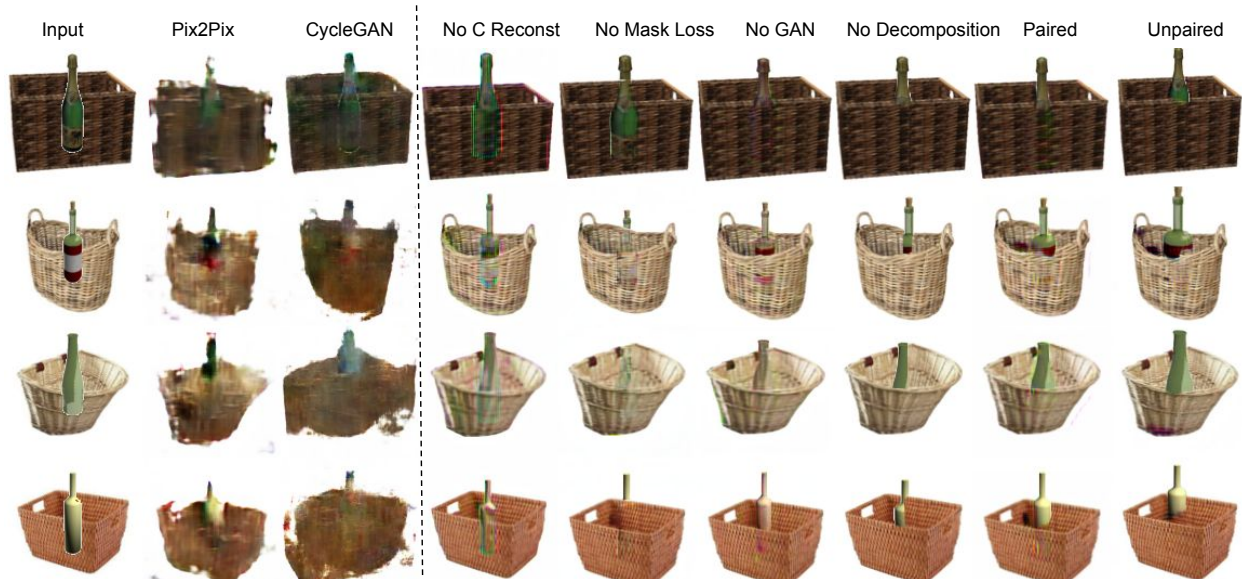 Input Pix2Pix CycleGAN No C Reconst No Mask Loss No GAN No Decomposition Paired Unpaired